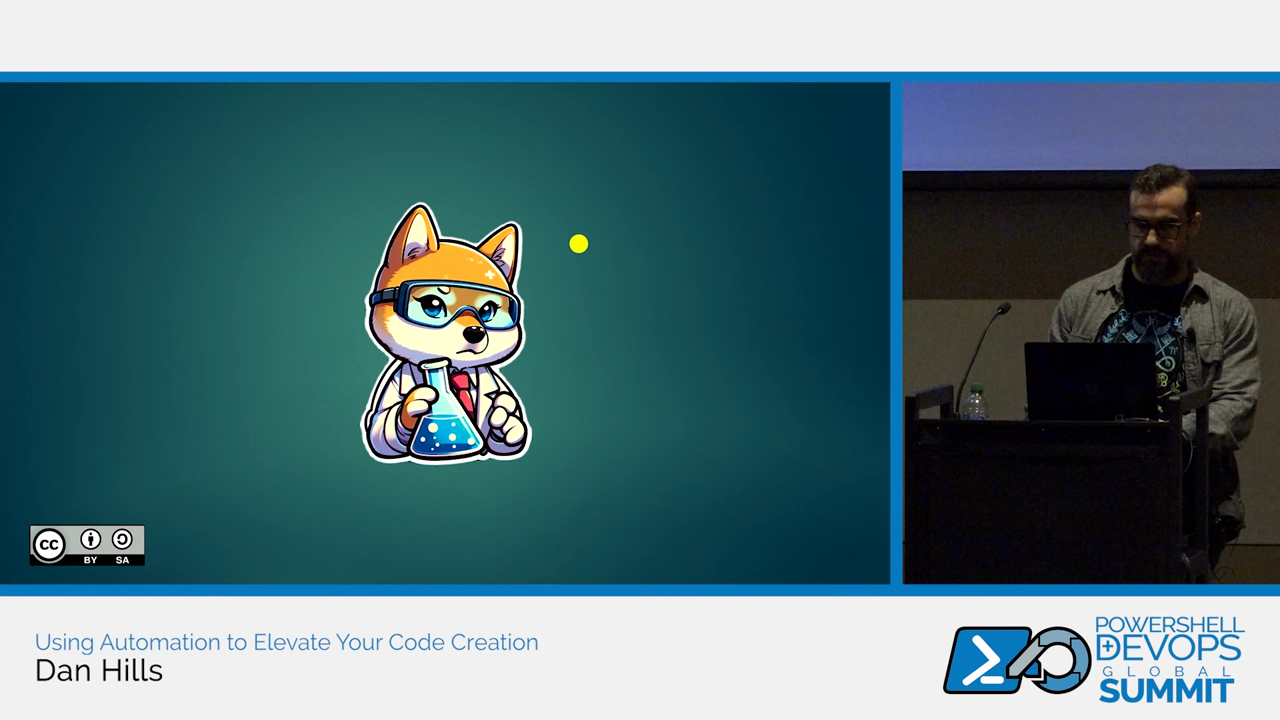 CC
BY SA
Using Automation to Elevate Your Code Creation
Dan Hills
POWERSHELL
DEVOPS
GLOBAL
SUMMIT